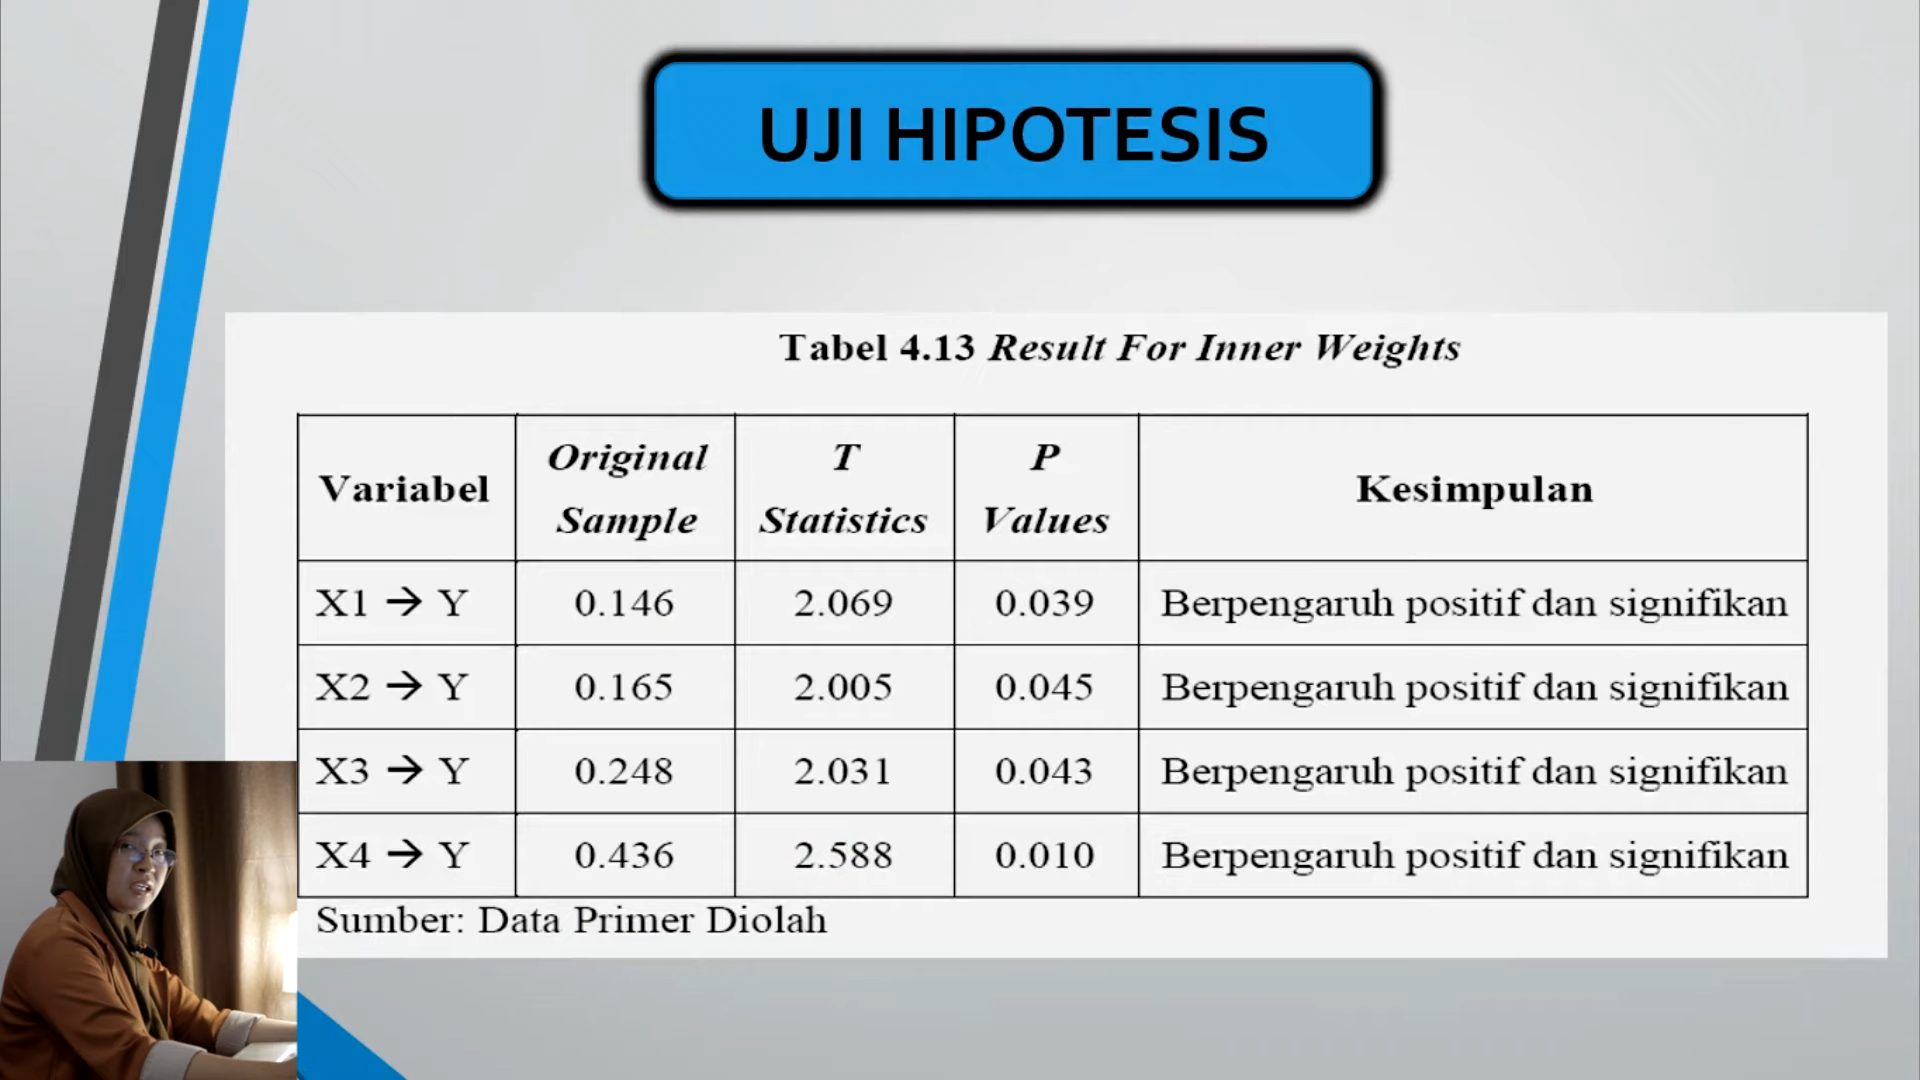 UJI HIPOTESIS
Tabel 4.13 Result For Inner Weights
Variabel Original Sample T Statistics P Values Kesimpulan
X1 → Y 0.146 2.069 0.039 Berpengaruh positif dan signifikan
X2 → Y 0.165 2.005 0.045 Berpengaruh positif dan signifikan
X3 → Y 0.248 2.031 0.043 Berpengaruh positif dan signifikan
X4 → Y 0.436 2.588 0.010 Berpengaruh positif dan signifikan
Sumber: Data Primer Diolah